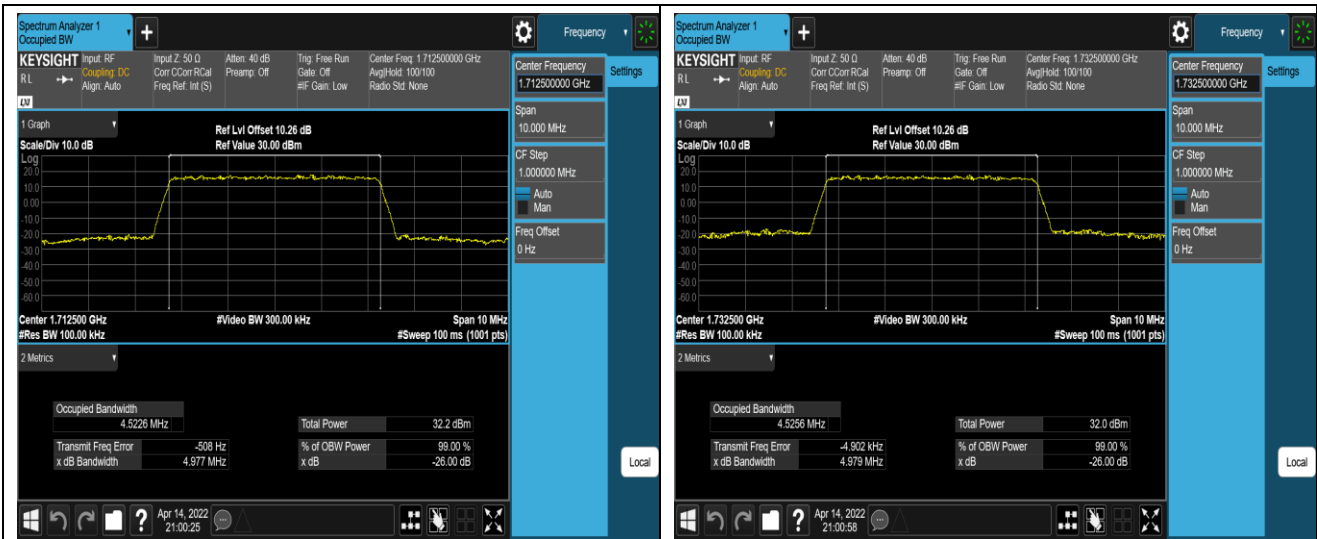 Spectrum Analyzer 1
Occupied BW
+
Frequency
KEYSIGHT
RL
LXI
Input: RF
Coupling: DC
Align: Auto
Input Z: 50 Ω
Corr CCorr RCal
Freq Ref: Int (S)
Atten: 40 dB
Preamp: Off
Trig: Free Run
Gate: Off
#IF Gain: Low
Center Freq: 1.712500000 GHz
Avg|Hold: 100/100
Radio Std: None
Center Frequency
1.712500000 GHz
Settings
Span
10.000 MHz
CF Step
1.000000 MHz
Auto
Man
Freq Offset
0 Hz
Local
1 Graph
Scale/Div 10.0 dB
Ref Lvl Offset 10.26 dB
Ref Value 30.00 dBm
Log
20.0
10.0
0.00
-10.0
-20.0
-30.0
-40.0
-50.0
-60.0
Center 1.712500 GHz
#Video BW 300.00 kHz
Span 10 MHz
#Res BW 100.00 kHz
#Sweep 100 ms (1001 pts)
2 Metrics
Occupied Bandwidth
4.5226 MHz
Total Power 32.2 dBm
Transmit Freq Error -508 Hz
% of OBW Power 99.00 %
x dB Bandwidth 4.977 MHz
x dB -26.00 dB
?
Apr 14, 2022
21:00:25
Spectrum Analyzer 1
Occupied BW
+
Frequency
KEYSIGHT
RL
LXI
Input: RF
Coupling: DC
Align: Auto
Input Z: 50 Ω
Corr CCorr RCal
Freq Ref: Int (S)
Atten: 40 dB
Preamp: Off
Trig: Free Run
Gate: Off
#IF Gain: Low
Center Freq: 1.732500000 GHz
Avg|Hold: 100/100
Radio Std: None
Center Frequency
1.732500000 GHz
Settings
Span
10.000 MHz
CF Step
1.000000 MHz
Auto
Man
Freq Offset
0 Hz
Local
1 Graph
Scale/Div 10.0 dB
Ref Lvl Offset 10.26 dB
Ref Value 30.00 dBm
Log
20.0
10.0
0.00
-10.0
-20.0
-30.0
-40.0
-50.0
-60.0
Center 1.732500 GHz
#Video BW 300.00 kHz
Span 10 MHz
#Res BW 100.00 kHz
#Sweep 100 ms (1001 pts)
2 Metrics
Occupied Bandwidth
4.5256 MHz
Total Power 32.0 dBm
Transmit Freq Error -4.902 kHz
% of OBW Power 99.00 %
x dB Bandwidth 4.979 MHz
x dB -26.00 dB
?
Apr 14, 2022
21:00:58